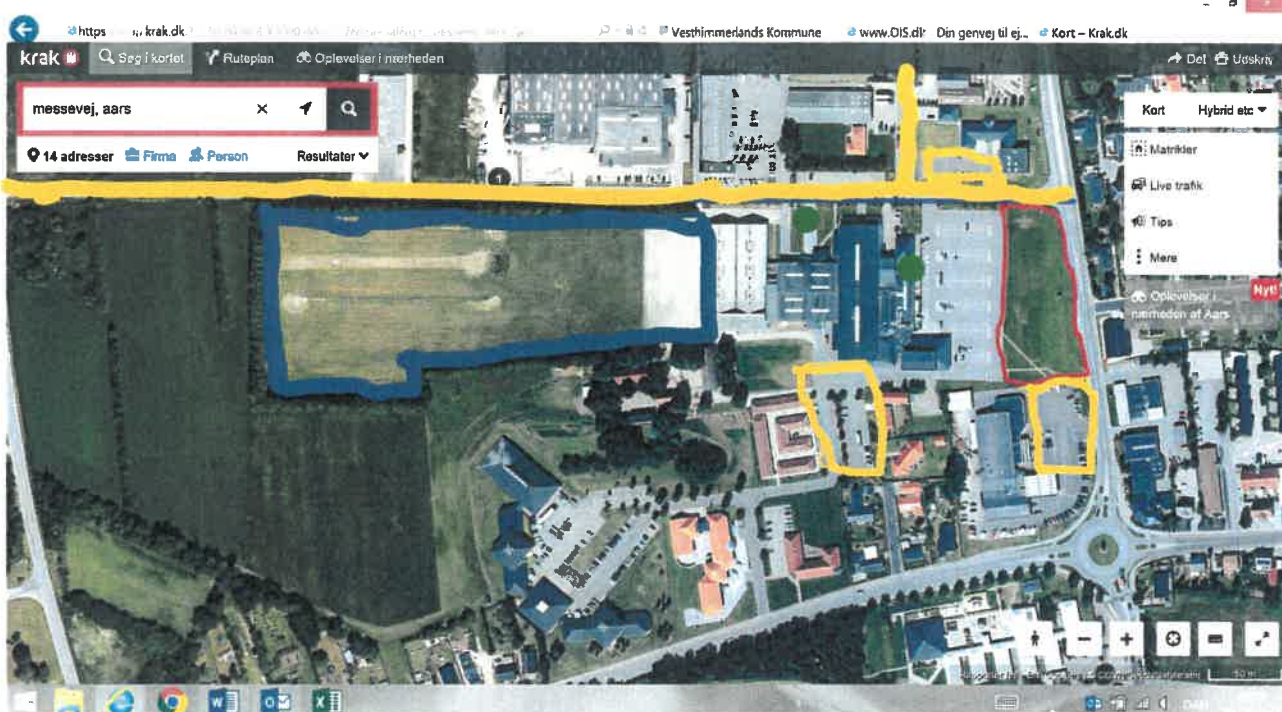 https
krak.dk
Vesthimmerlands Kommune
www.OIS.dk
Din genvej til ej...
Kort – Krak.dk
krak
Søg i kortet
Ruteplan
Oplevelser i nærheden
Del
Udskriv
messevej, aars
14 adresser
Firma
Person
Resultater
Kort
Hybrid etc
Matrikler
Live trafik
Tips
Mere
Nyt!
Oplevelser i
nærheden af Aars
1
DAN